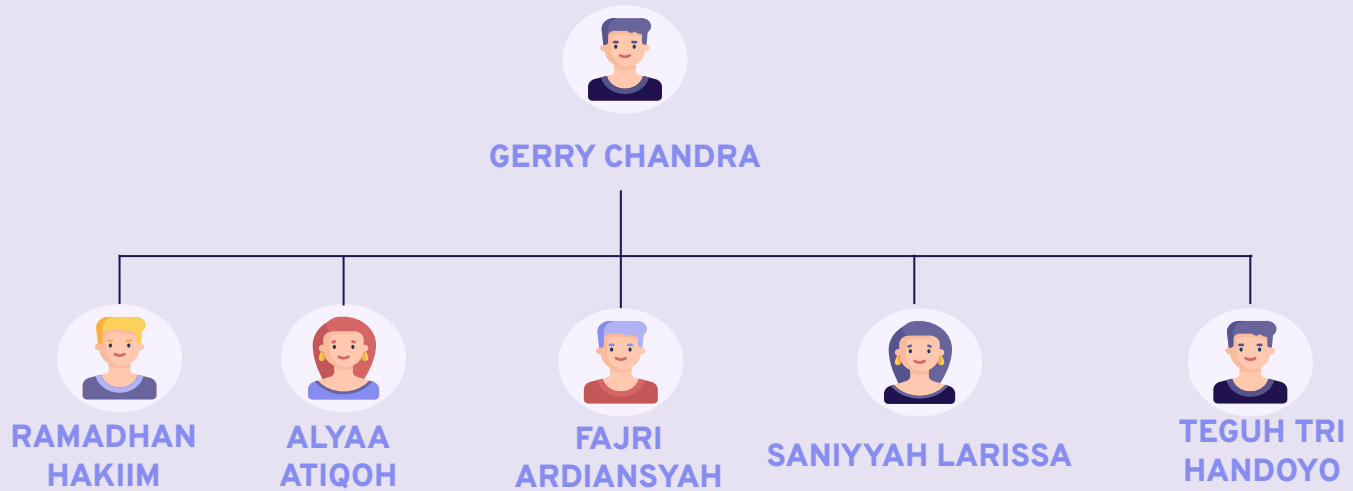 GERRY CHANDRA
RAMADHAN
HAKIIM
ALYAA
ATIQOH
FAJRI
ARDIANSYAH
SANIYYAH LARISSA
TEGUH TRI
HANDOYO